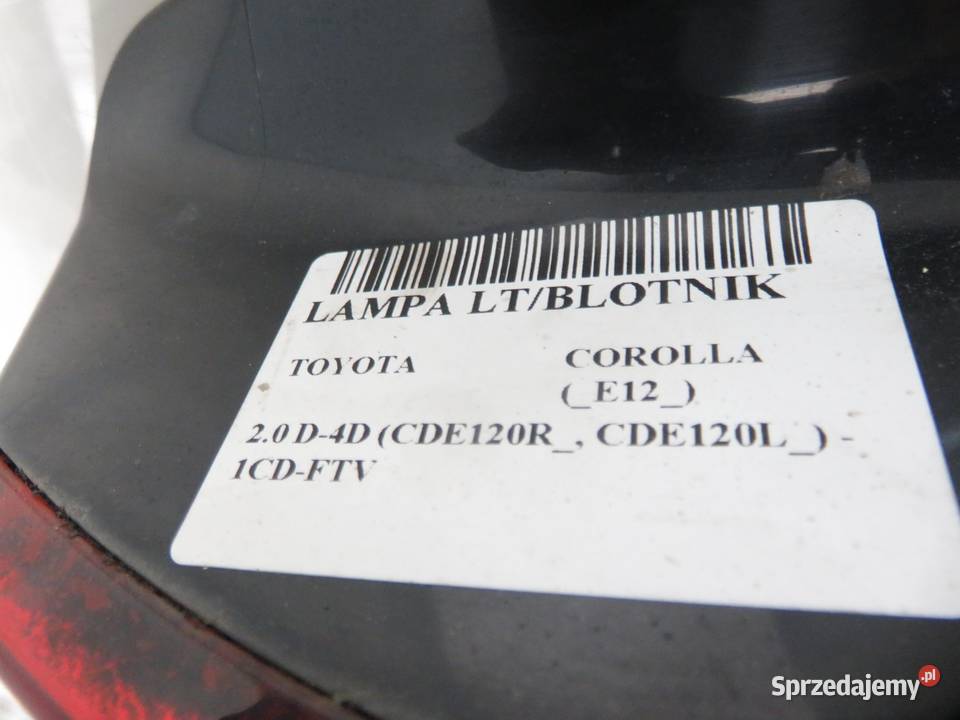 LAMPA LT/BLOTNIK
TOYOTA COROLLA
(_E12_)
2.0 D-4D (CDE120R_, CDE120L_) -
1CD-FTV
Sprzedajemy.pl